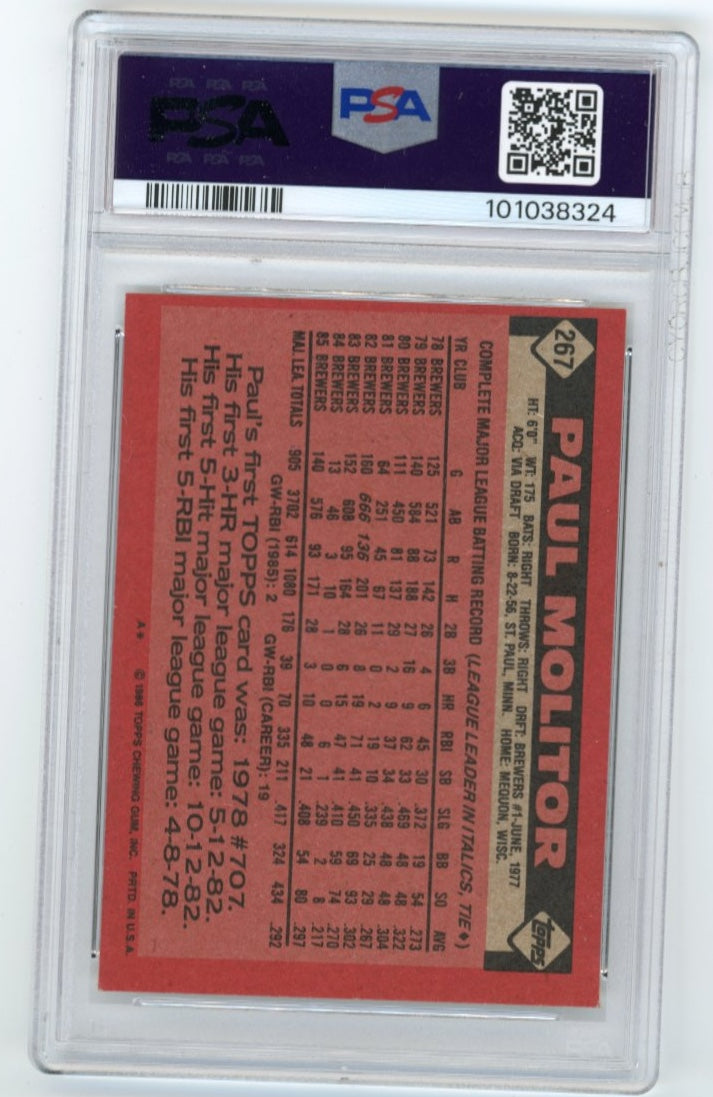 PSA PSA PSA
PSA
PSA PSA PSA
PSA
101038324
267
PAUL MOLITOR
topps
HT: 6'0" WT: 175 BATS: RIGHT THROWS: RIGHT DRFT: BREWERS #1-JUNE, 1977
ACQ: VIA DRAFT BORN: 8-22-56, ST. PAUL, MINN. HOME: MEQUON, WISC.
COMPLETE MAJOR LEAGUE BATTING RECORD (LEAGUE LEADER IN ITALICS, TIE ♦)
YR CLUB G AB R H 2B 3B HR RBI SB SLG BB SO AVG
78 BREWERS 125 521 73 142 26 4 6 45 30 .372 19 54 .273
79 BREWERS 140 584 88 188 27 16 9 62 33 .469 48 48 .322
80 BREWERS 111 450 81 137 29 2 9 37 34 .438 48 48 .304
81 BREWERS 64 251 45 67 11 0 2 19 10 .335 25 29 .267
82 BREWERS 160 666 136 201 26 8 19 71 41 .450 69 93 .302
83 BREWERS 152 608 95 164 28 6 15 47 41 .410 59 74 .270
84 BREWERS 13 46 3 10 1 0 0 6 1 .239 2 8 .217
85 BREWERS 140 576 93 171 28 3 10 48 21 .408 54 80 .297
MAJ. LEA. TOTALS 905 3702 614 1080 176 39 70 335 211 .417 324 434 .292
GW-RBI (1985): 2 GW-RBI (CAREER): 19
Paul's first TOPPS card was: 1978 #707.
His first 3-HR major league game: 5-12-82.
His first 5-Hit major league game: 10-12-82.
His first 5-RBI major league game: 4-8-78.
A* © 1986 TOPPS CHEWING GUM, INC. PRTD. IN U.S.A.